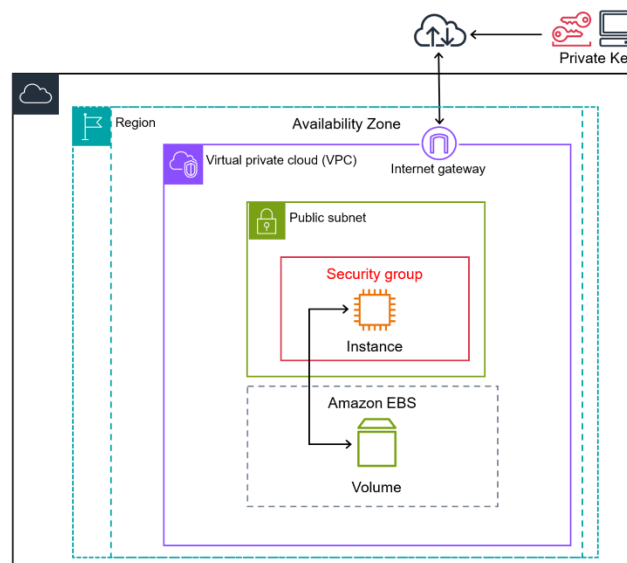 Private Ke
Region
Availability Zone
Virtual private cloud (VPC)
Internet gateway
Public subnet
Security group
Instance
Amazon EBS
Volume